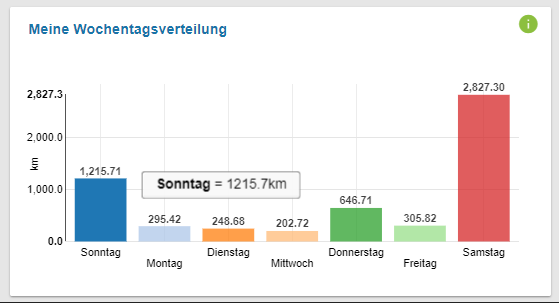 Meine Wochentagsverteilung
i
2,827.30
2,827.3
2,000.0
km
1,215.71
Sonntag = 1215.7km
1,000.0
646.71
295.42
248.68
202.72
305.82
0.0
Sonntag
Dienstag
Donnerstag
Samstag
Montag
Mittwoch
Freitag